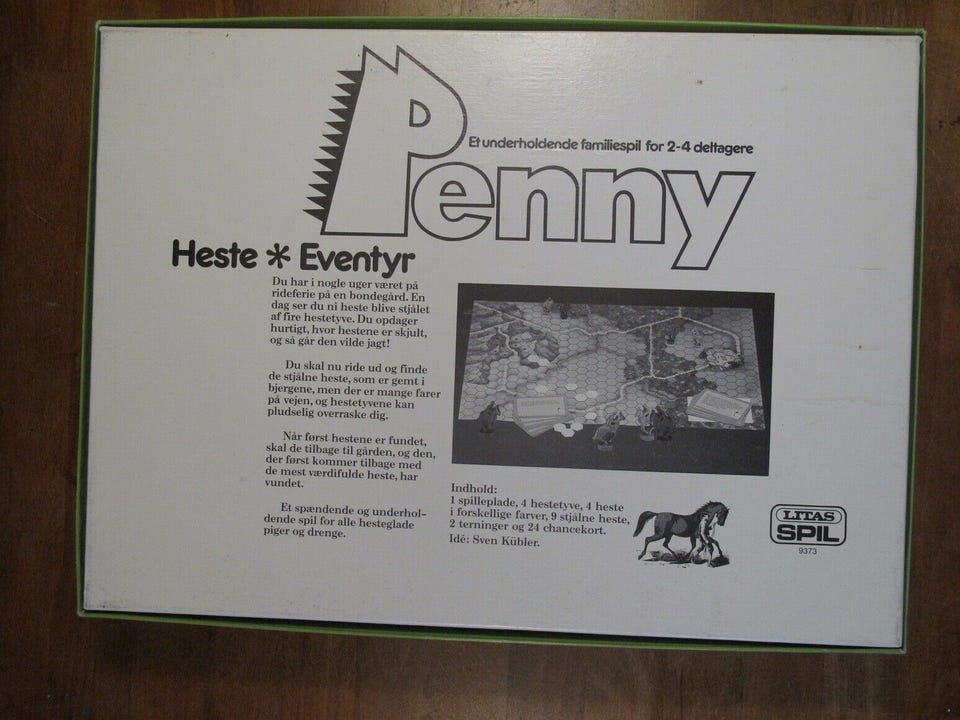 Penny
Et underholdende familiespil for 2-4 deltagere
Heste * Eventyr
Du har i nogle uger været på
rideferie på en bondegård. En
dag ser du ni heste blive stjålet
af fire hestetyve. Du opdager
hurtigt, hvor hestene er skjult,
og så går den vilde jagt!
Du skal nu ride ud og finde
de stjålne heste, som er gemt i
bjergene, men der er mange farer
på vejen, og hestetyvene kan
pludselig overraske dig.
Når først hestene er fundet,
skal de tilbage til gården, og den,
der først kommer tilbage med
de mest værdifulde heste, har
vundet.
Et spændende og underhol-
dende spil for alle hesteglade
piger og drenge.
Indhold:
1 spilleplade, 4 hestetyve, 4 heste
i forskellige farver, 9 stjålne heste,
2 terninger og 24 chancekort.
Idé: Sven Kübler.
LITAS
SPIL
9373